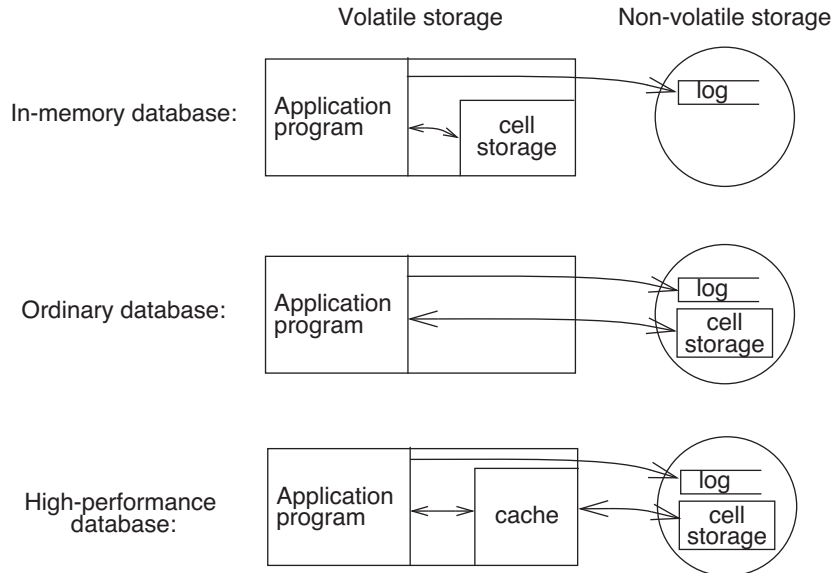 Volatile storage
Non-volatile storage
In-memory database:
Application
program
cell
storage
log
Ordinary database:
Application
program
log
cell
storage
High-performance
database:
Application
program
cache
log
cell
storage